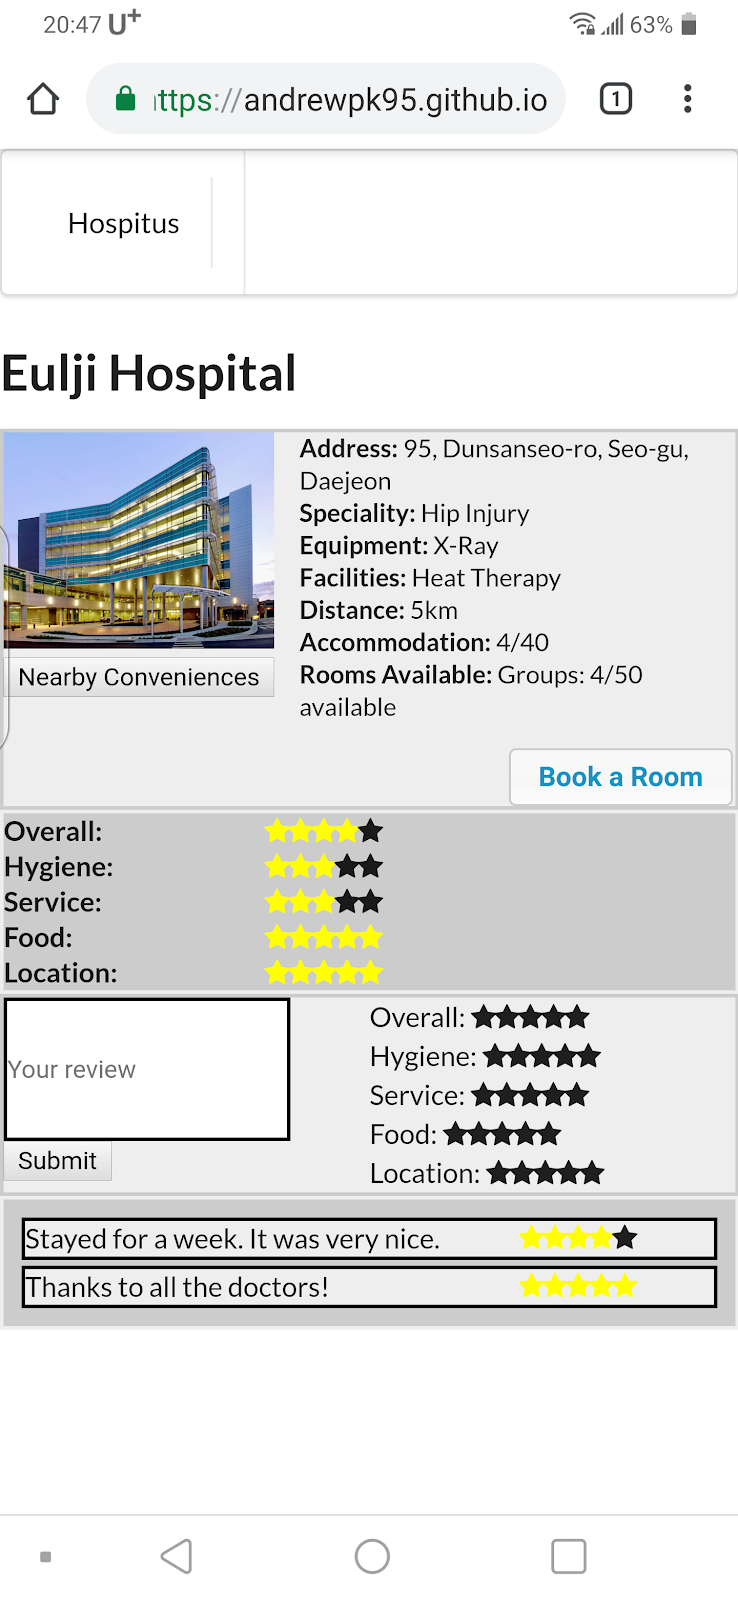 20:47 U+ 63%
ttps://andrewpk95.github.io 1
Hospitus
Eulji Hospital
Address: 95, Dunsanseo-ro, Seo-gu,
Daejeon
Speciality: Hip Injury
Equipment: X-Ray
Facilities: Heat Therapy
Distance: 5km
Accommodation: 4/40
Rooms Available: Groups: 4/50
available
Nearby Conveniences
Book a Room
Overall:
Hygiene:
Service:
Food:
Location:
Your review
Submit
Overall:
Hygiene:
Service:
Food:
Location:
Stayed for a week. It was very nice.
Thanks to all the doctors!